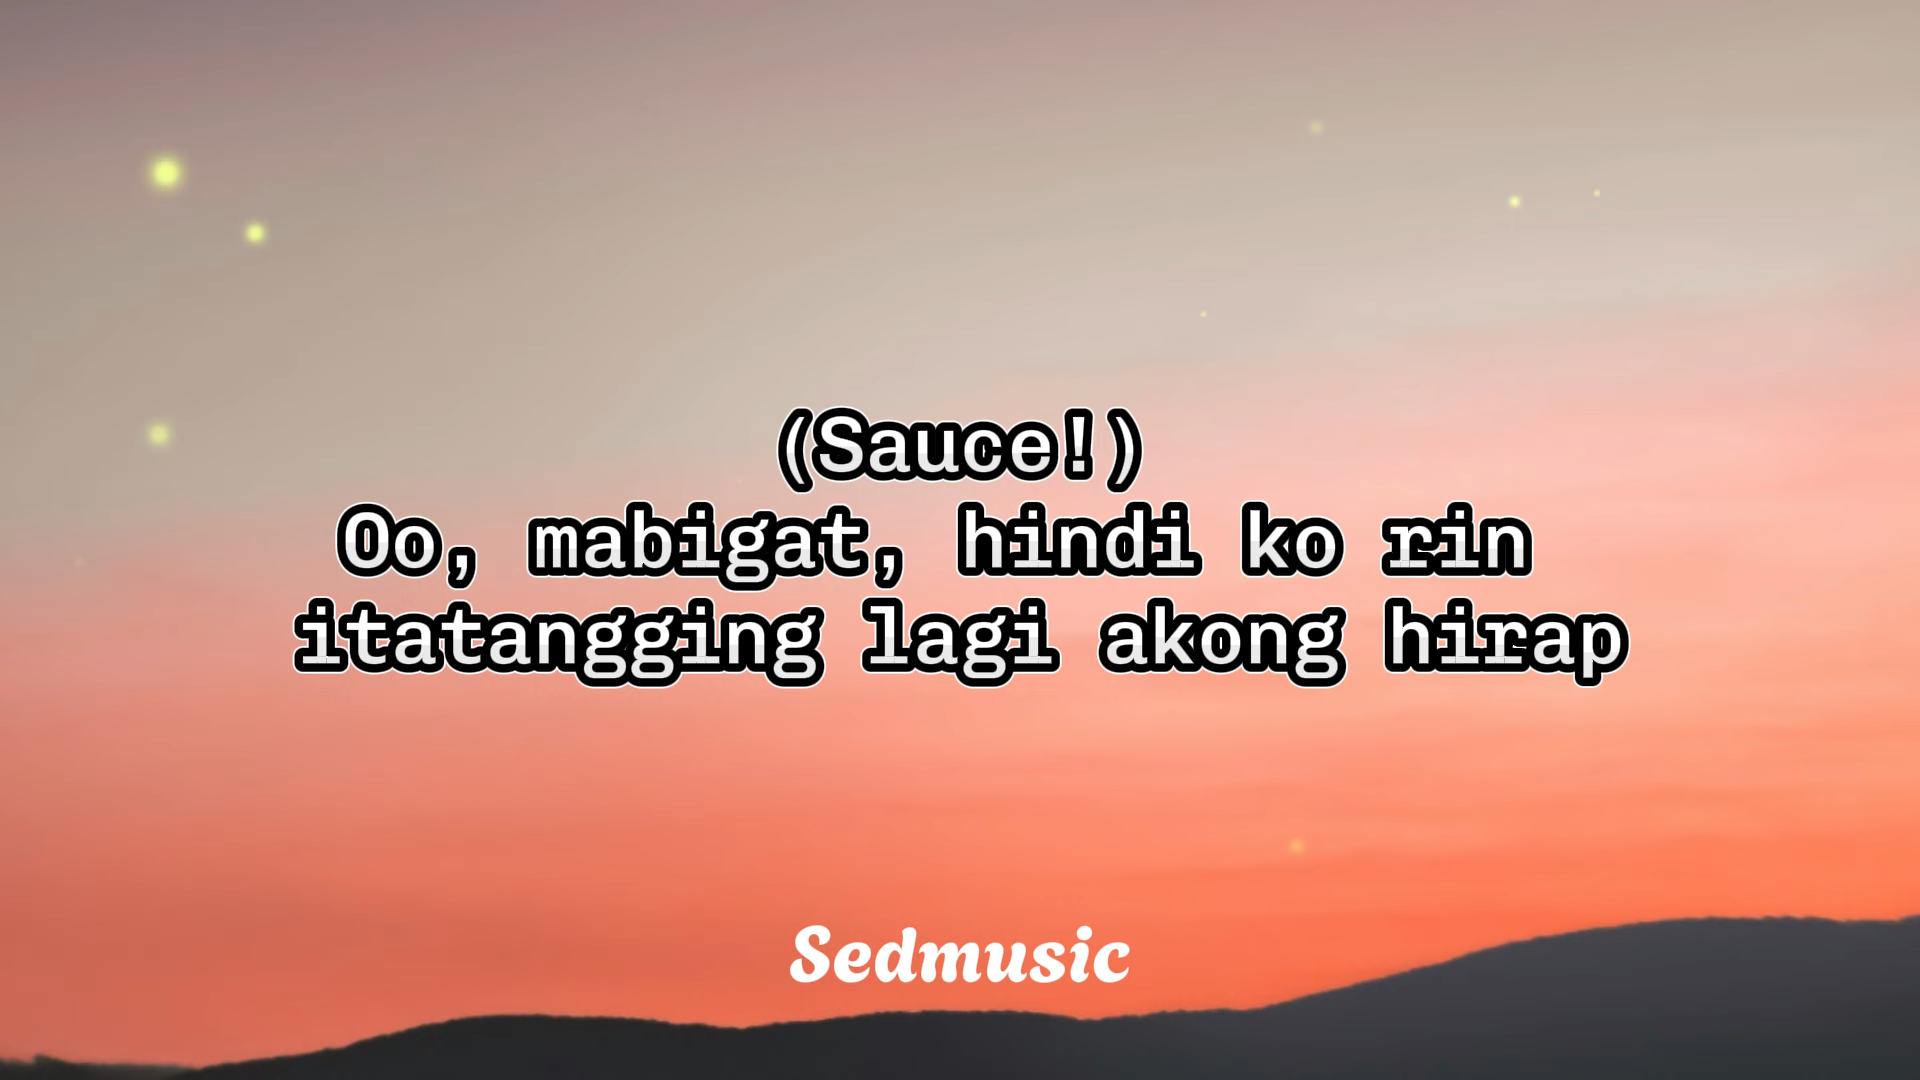 (Sauce!)
Oo, mabigat, hindi ko rin
itatangging lagi akong hirap
Sedmusic